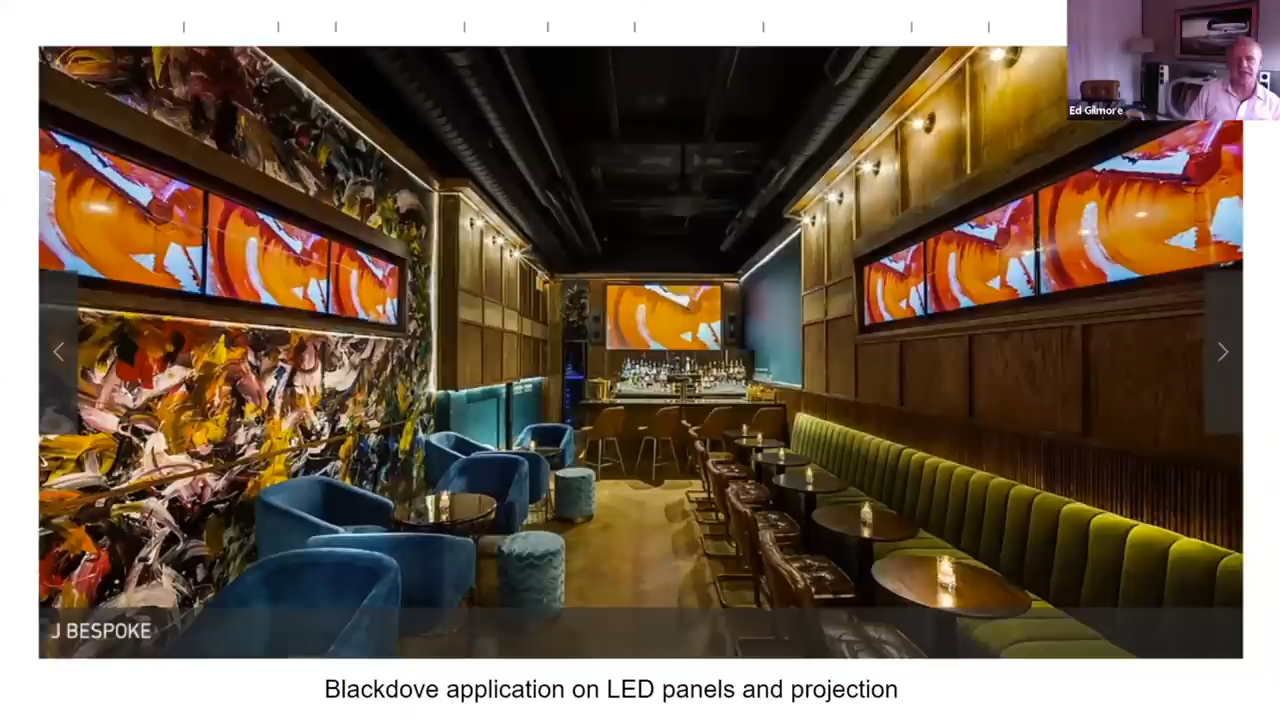 Ed Gilmore
J BESPOKE
Blackdove application on LED panels and projection